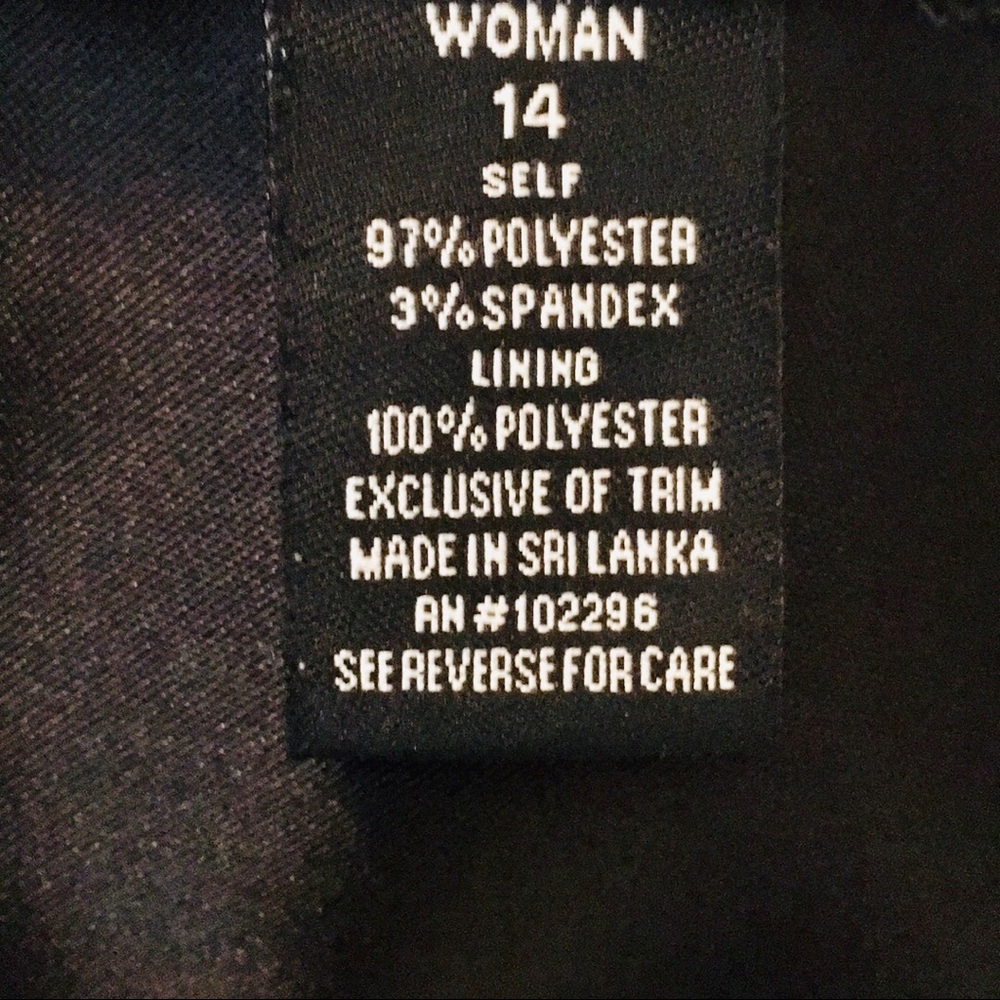 WOMAN
14
SELF
97% POLYESTER
3% SPANDEX
LINING
100% POLYESTER
EXCLUSIVE OF TRIM
MADE IN SRI LANKA
AN #102296
SEE REVERSE FOR CARE